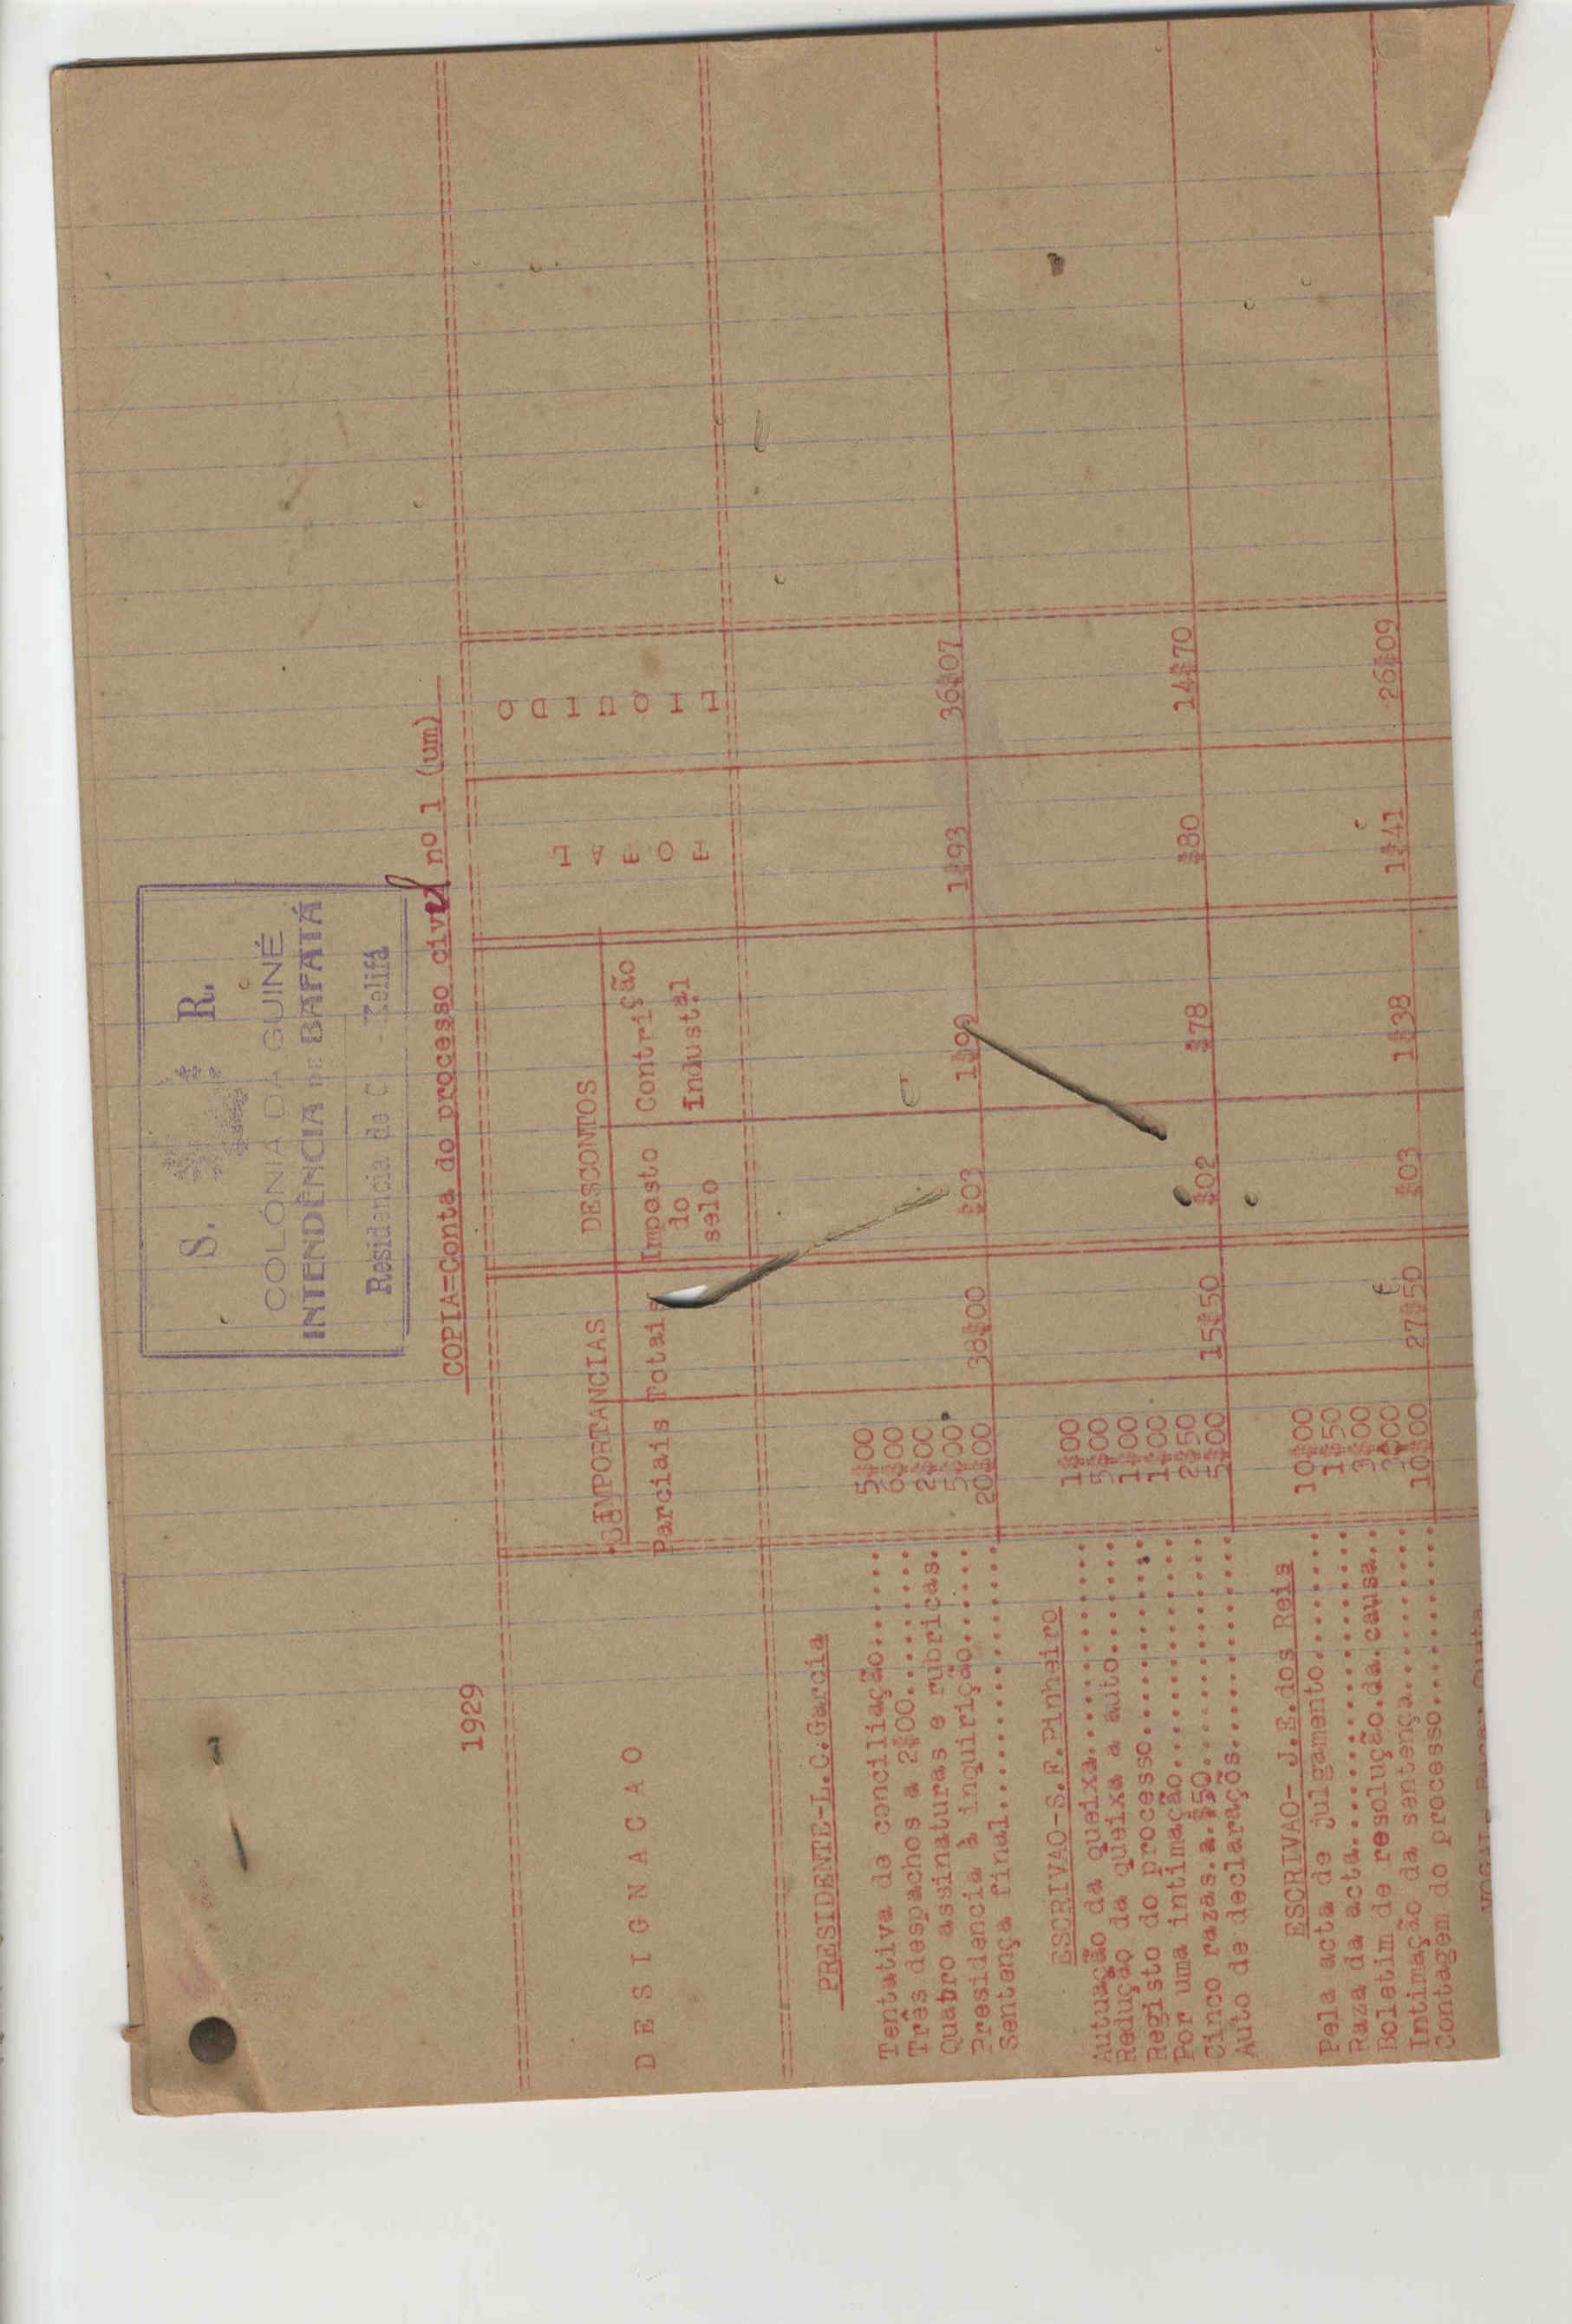 S. R.
COLÓNIA DA GUINÉ
INTENDÊNCIA DE BAFATÁ
Residencia de
COPIA=Conta do processo civel nº 1 (um)
1929
DESIGNACAO IMPORTANCIAS DESCONTOS TOTAL LIQUIDO
Parciais Totais Imposto do selo Contrição Industal
PRESIDENTE-L.C.Garcia
Tentativa de conciliação....... 5$00
Três despachos a 2$00.......... 6$00
Quatro assinaturas e rubricas. 2$00
Presidencia à inquirição....... 5$00
Sentença final................. 20$00 38$00 $03 1$90 1$93 36$07
ESCRIVAO-S.F.Pinheiro
Autuação da queixa............. 1$00
Redução da queixa a auto....... 5$00
Registo do processo............ 1$00
Por uma intimação.............. 1$00
Cinco razas.a.$50.............. 2$50
Auto de declaraçõs............. 5$00 15$50 $02 $78 $80 14$70
ESCRIVAO- J.E.dos Reis
Pela acta de julgamento........ 10$00
Raza da acta................... 1$50
Boletim de resolução.da.causa.. 3$00
Intimação da sentença.......... 3$00
Contagem do processo........... 10$00 27$50 $03 1$38 1$41 26$09